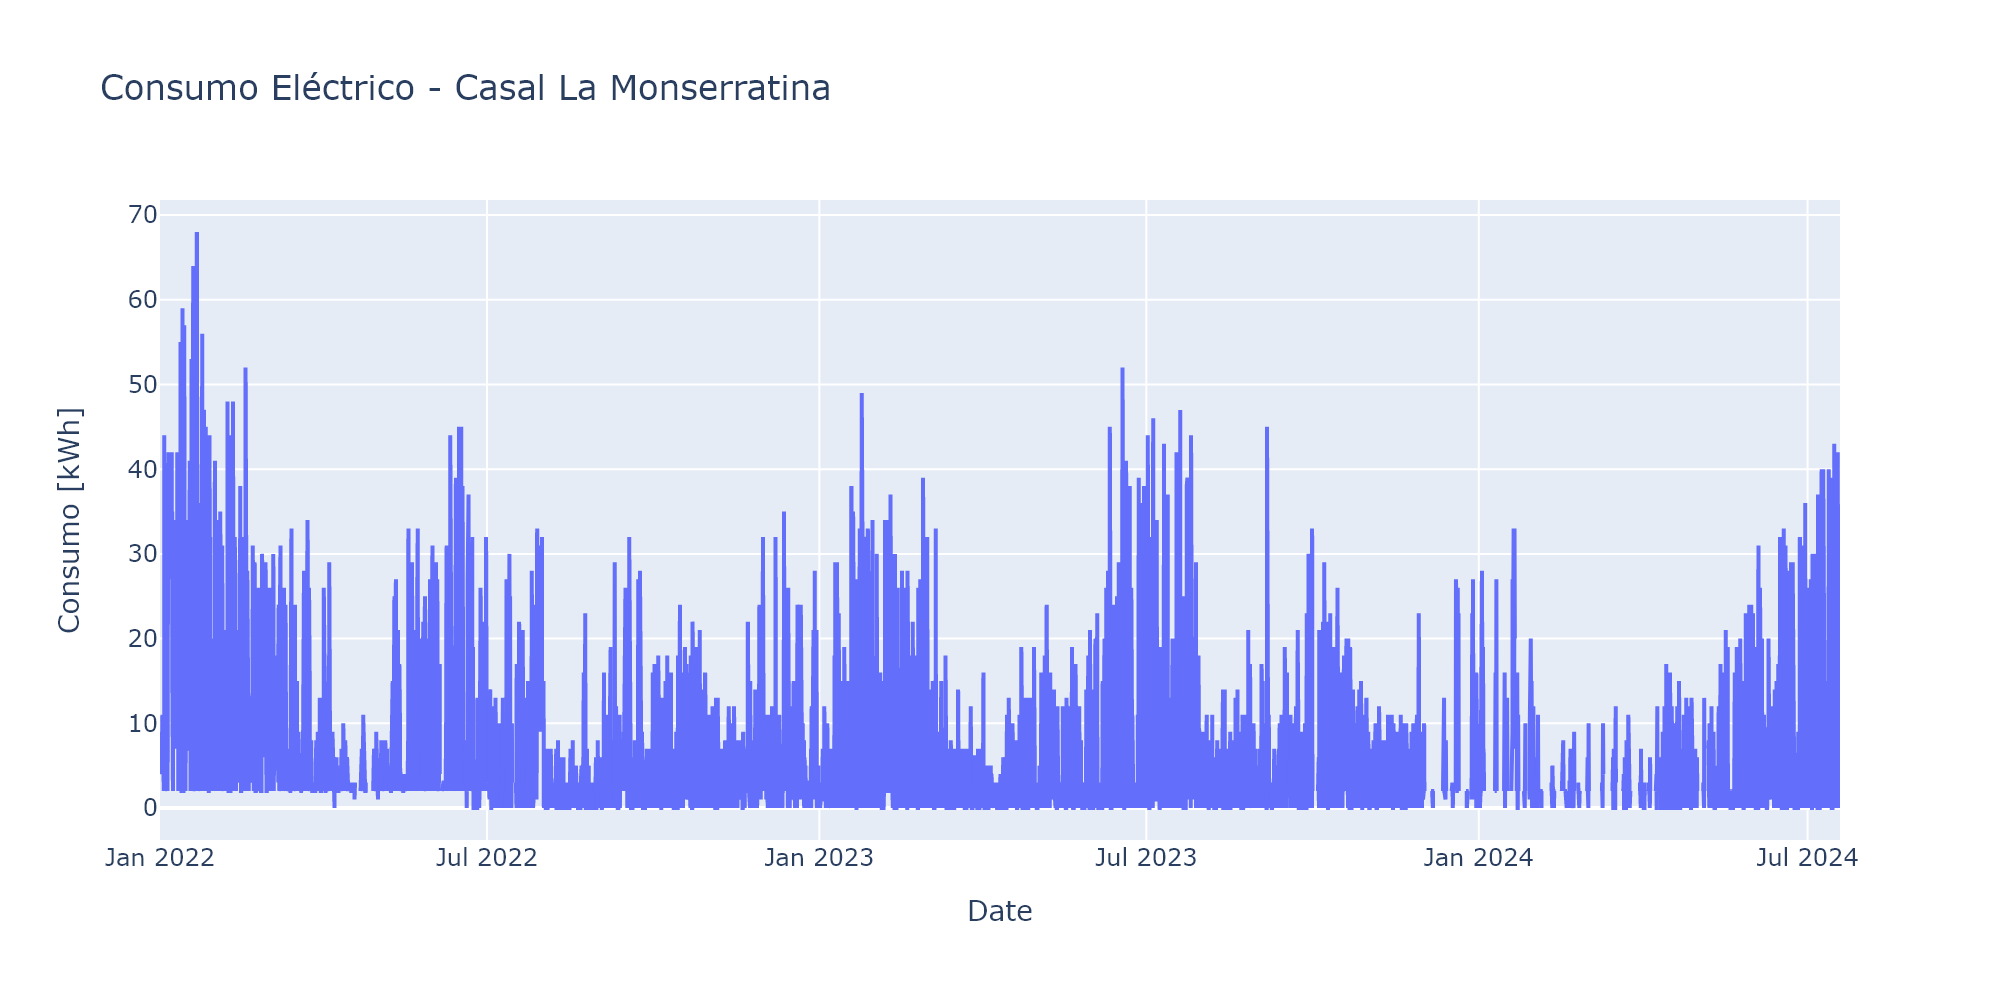 Consumo Eléctrico - Casal La Monserratina
70
60
50
40
30
20
10
0
Consumo [kWh]
Jan 2022
Jul 2022
Jan 2023
Jul 2023
Jan 2024
Jul 2024
Date